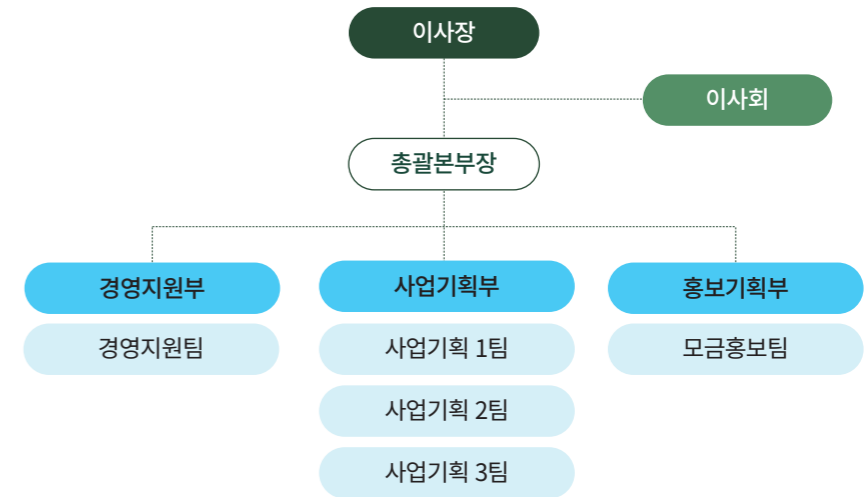 이사장
이사회
총괄본부장
경영지원부
사업기획부
홍보기획부
경영지원팀
사업기획 1팀
모금홍보팀
사업기획 2팀
사업기획 3팀